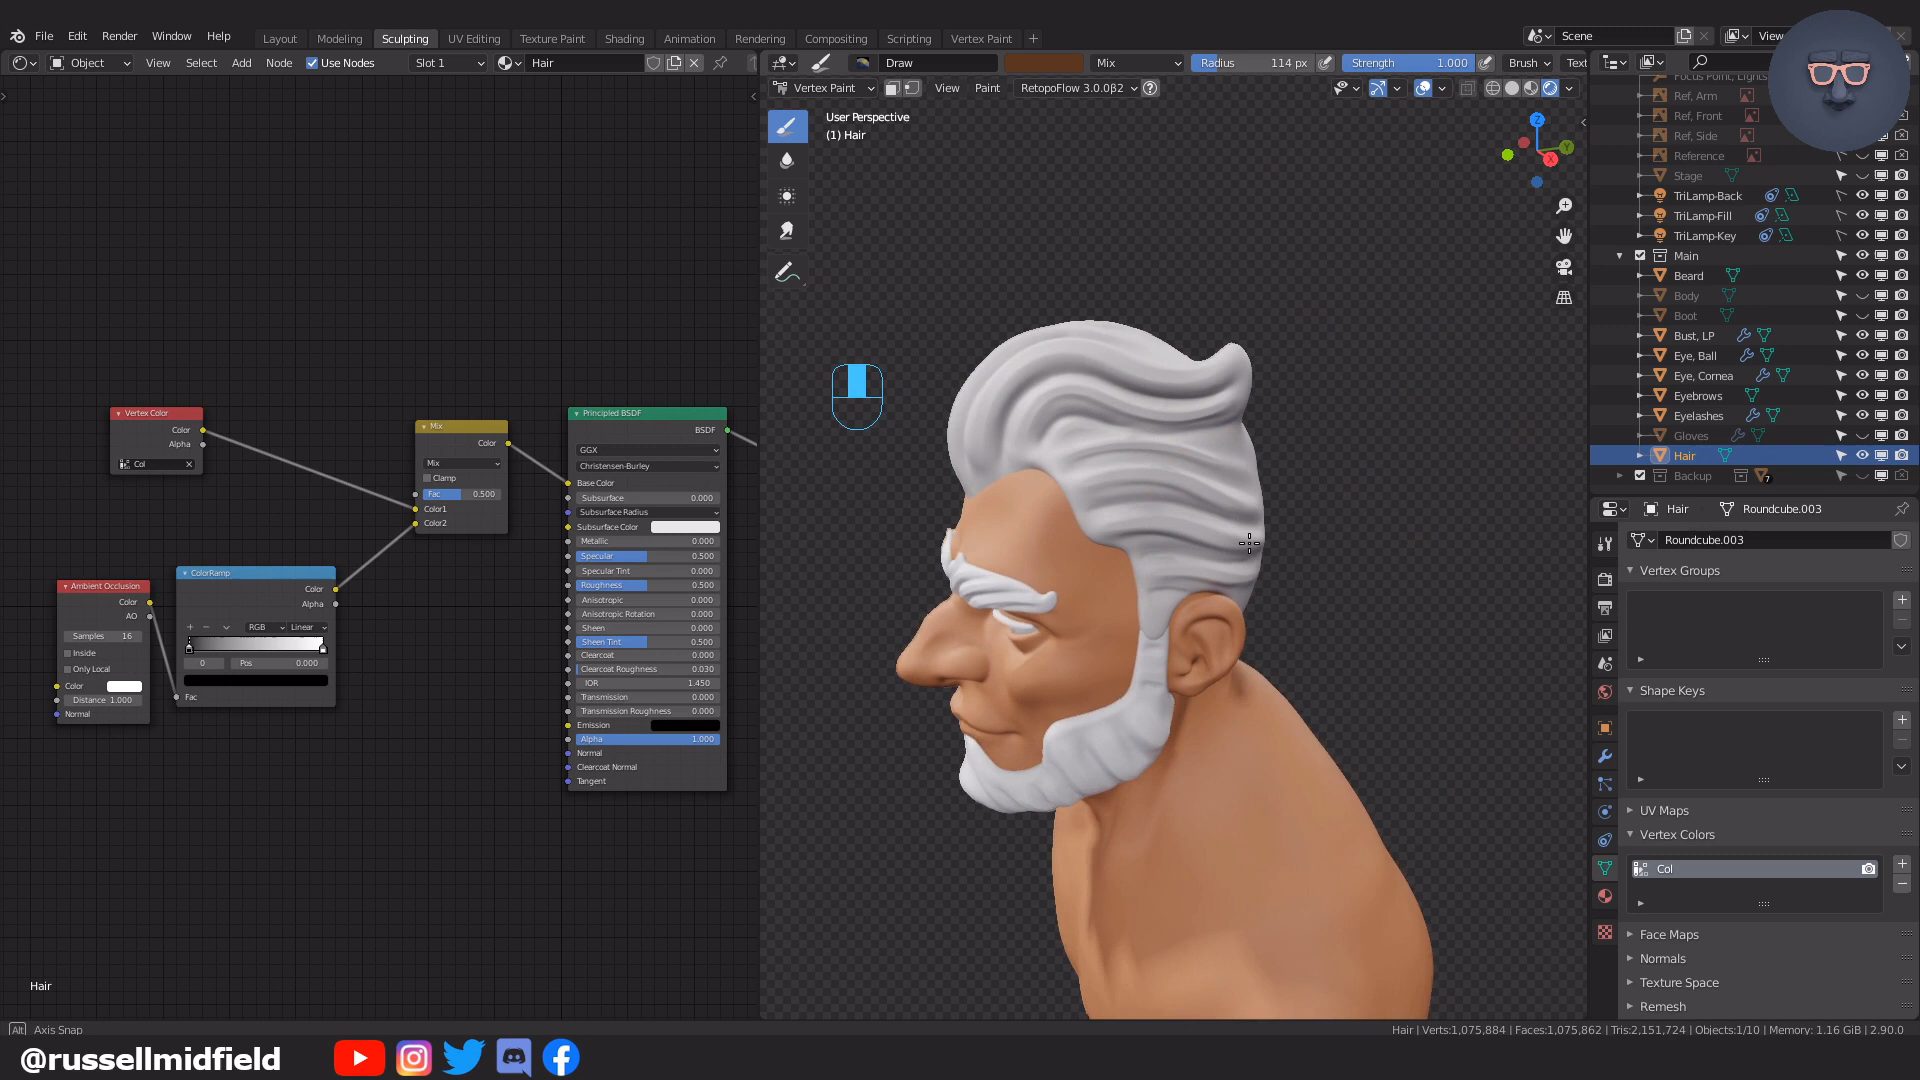 File Edit Render Window Help
Layout Modeling Sculpting UV Editing Texture Paint Shading Animation Rendering Compositing Scripting Vertex Paint +
Scene
View
Object View Select Add Node Use Nodes Slot 1 Hair
Draw Mix Radius 114 px Strength 1.000 Brush Text
Vertex Paint View Paint RetopoFlow 3.0.0β2
User Perspective
(1) Hair
Vertex Color
Color
Alpha
Col
Mix
Color
Mix
Clamp
Fac 0.500
Color1
Color2
Ambient Occlusion
Color
AO
Samples 16
Inside
Only Local
Color
Distance 1.000
Normal
ColorRamp
Color
Alpha
RGB Linear
0 Pos 0.000
Fac
Principled BSDF
BSDF
GGX
Christensen-Burley
Base Color
Subsurface 0.000
Subsurface Radius
Subsurface Color
Metallic 0.000
Specular 0.500
Specular Tint 0.000
Roughness 0.500
Anisotropic 0.000
Anisotropic Rotation 0.000
Sheen 0.000
Sheen Tint 0.500
Clearcoat 0.000
Clearcoat Roughness 0.030
IOR 1.450
Transmission 0.000
Transmission Roughness 0.000
Emission
Alpha 1.000
Normal
Clearcoat Normal
Tangent
Z
Y
X
Focus Point, Lights
Ref, Arm
Ref, Front
Ref, Side
Reference
Stage
TriLamp-Back
TriLamp-Fill
TriLamp-Key
Main
Beard
Body
Boot
Bust, LP
Eye, Ball
Eye, Cornea
Eyebrows
Eyelashes
Gloves
Hair
Backup 7
Hair Roundcube.003
Roundcube.003
Vertex Groups
Shape Keys
UV Maps
Vertex Colors
Col
Face Maps
Normals
Texture Space
Remesh
Hair
Alt Axis Snap
Hair | Verts:1,075,884 | Faces:1,075,862 | Tris:2,151,724 | Objects:1/10 | Memory: 1.16 GiB | 2.90.0
@russellmidfield